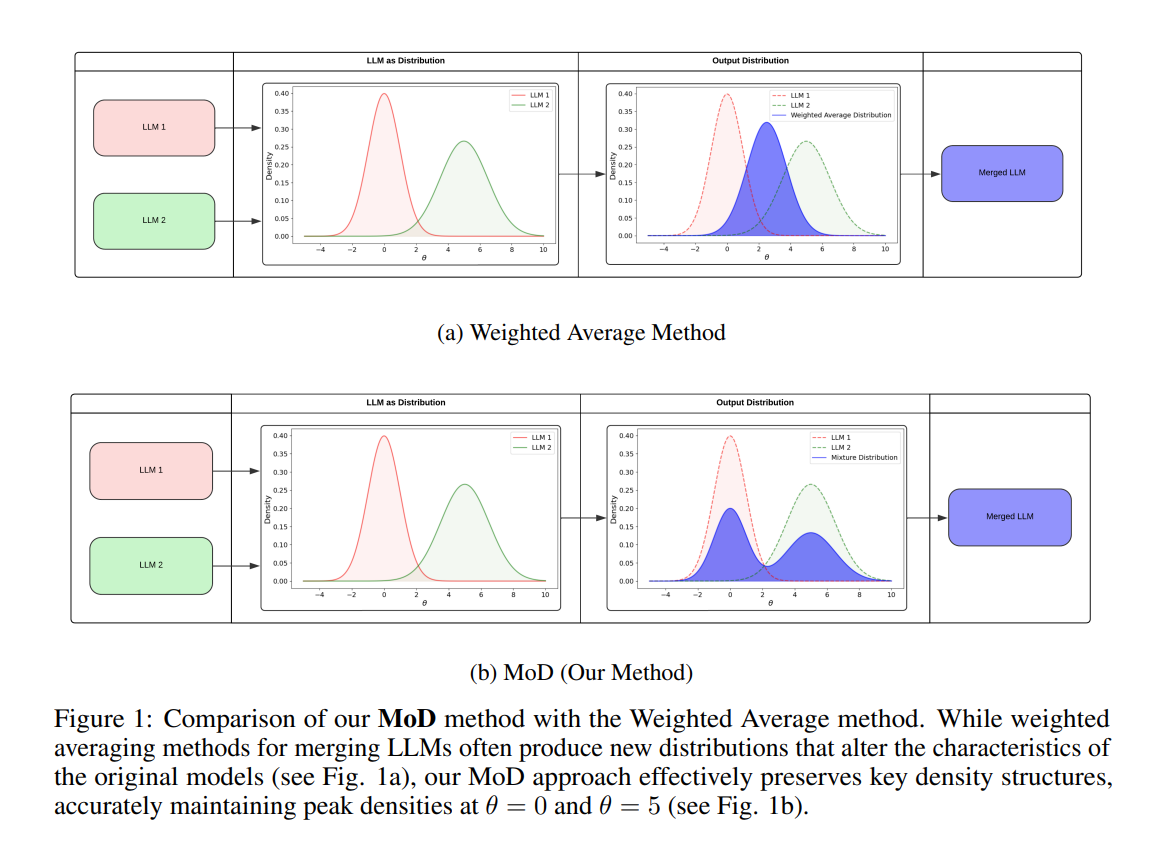 LLM as Distribution
Output Distribution
LLM 1
LLM 2
0.40
0.35
0.30
0.25
0.20
0.15
0.10
0.05
0.00
Density
−4 −2 0 2 4 6 8 10
θ
LLM 1
LLM 2
0.40
0.35
0.30
0.25
0.20
0.15
0.10
0.05
0.00
Density
−4 −2 0 2 4 6 8 10
θ
LLM 1
LLM 2
Weighted Average Distribution
Merged LLM
(a) Weighted Average Method
LLM as Distribution
Output Distribution
LLM 1
LLM 2
0.40
0.35
0.30
0.25
0.20
0.15
0.10
0.05
0.00
Density
−4 −2 0 2 4 6 8 10
θ
LLM 1
LLM 2
0.40
0.35
0.30
0.25
0.20
0.15
0.10
0.05
0.00
Density
−4 −2 0 2 4 6 8 10
θ
LLM 1
LLM 2
Mixture Distribution
Merged LLM
(b) MoD (Our Method)
Figure 1: Comparison of our MoD method with the Weighted Average method. While weighted
averaging methods for merging LLMs often produce new distributions that alter the characteristics of
the original models (see Fig. 1a), our MoD approach effectively preserves key density structures,
accurately maintaining peak densities at θ = 0 and θ = 5 (see Fig. 1b).